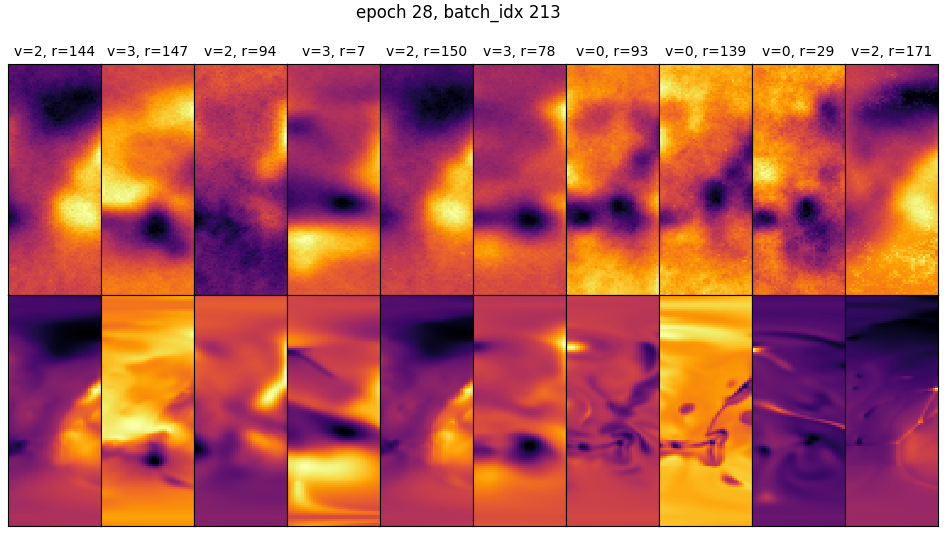 epoch 28, batch_idx 213
v=2, r=144 v=3, r=147 v=2, r=94 v=3, r=7 v=2, r=150 v=3, r=78 v=0, r=93 v=0, r=139 v=0, r=29 v=2, r=171